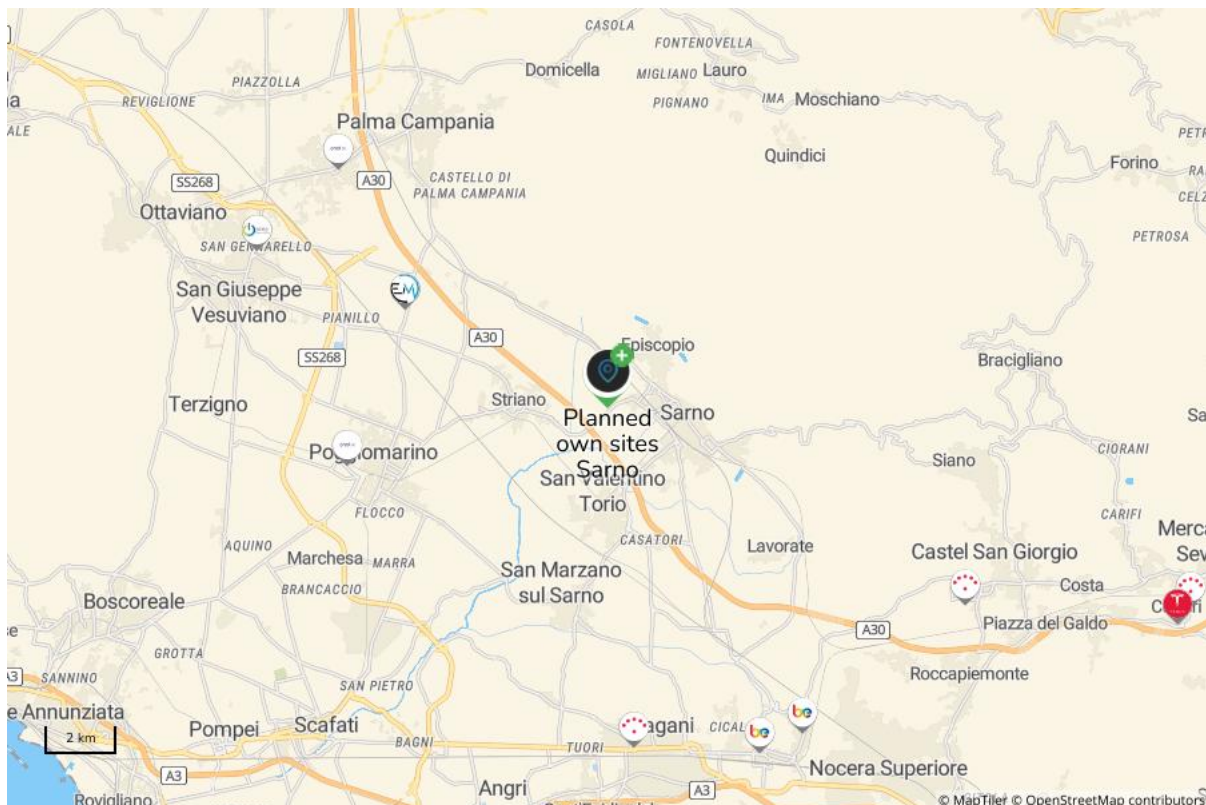 CASOLA
FONTENOVELLA
Domicella
MIGLIANO
Lauro
PIAZZOLLA
REVIGLIONE
PIGNANO
IMA
Moschiano
ALE
Palma Campania
Quindici
Forino
SS268
A30
CASTELLO DI
PALMA CAMPANIA
Ottaviano
SAN GENNARELLO
PETROSA
San Giuseppe
Vesuviano
PIANILLO
A30
Episcopio
SS268
Bracigliano
Terzigno
Striano
Planned
own sites
Sarno
Sarno
San Valentino
Torio
Siano
CIORANI
FLOCCO
CASATORI
CARIFI
AQUINO
Marchesa
MARRA
Lavorate
Castel San Giorgio
BRANCACCIO
San Marzano
sul Sarno
Costa
Boscoreale
A30
Piazza del Galdo
GROTTA
Roccapiemonte
SANNINO
SAN PIETRO
A3
e Annunziata
Pompei
Scafati
2 km
BAGNI
TUORI
be
be
A3
Angri
A3
Nocera Superiore
Rovigliano
© MapTiler © OpenStreetMap contributors